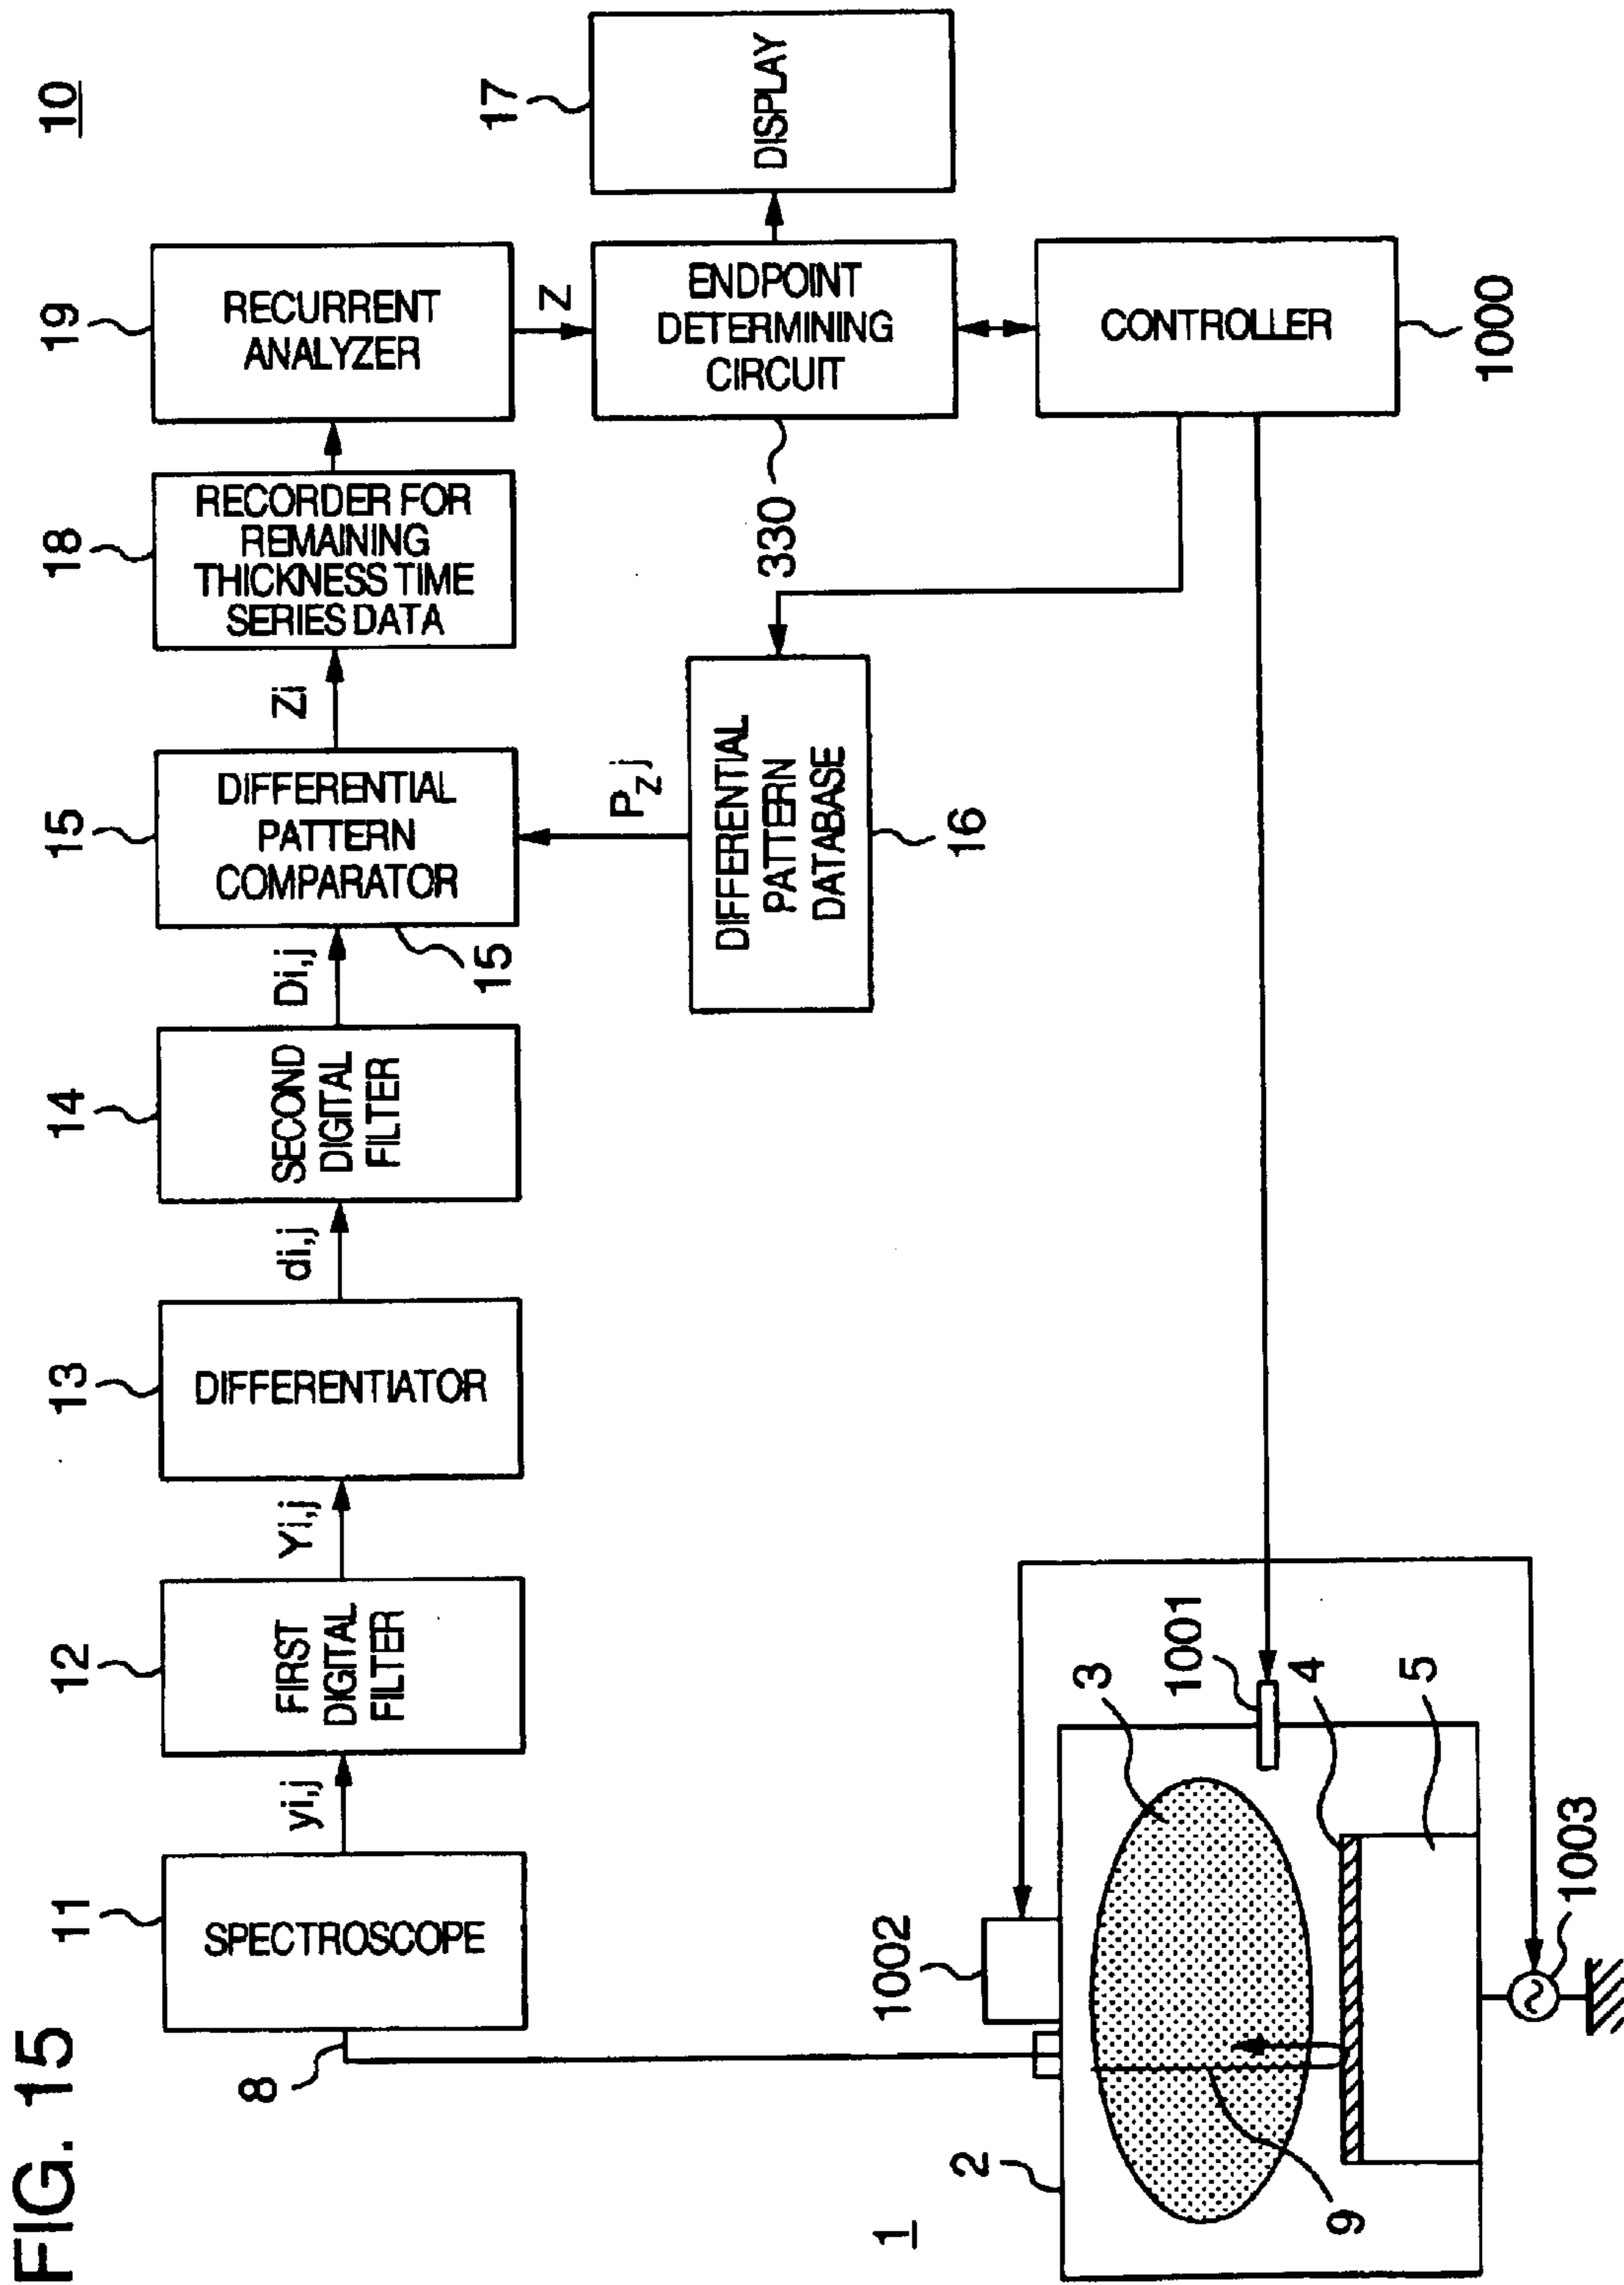 FIG. 15
10
11
SPECTROSCOPE
8
yi,j
12
FIRST
DIGITAL
FILTER
Yi,j
13
DIFFERENTIATOR
di,j
14
SECOND
DIGITAL
FILTER
Di,j
15
DIFFERENTIAL
PATTERN
COMPARATOR
15
Zi
18
RECORDER FOR
REMAINING
THICKNESS TIME
SERIES DATA
19
RECURRENT
ANALYZER
Z
ENDPOINT
DETERMINING
CIRCUIT
330
17
DISPLAY
Pz j
DIFFERENTIAL
PATTERN
DATABASE
16
CONTROLLER
1000
1
2
1002
3
1001
4
5
9
1003